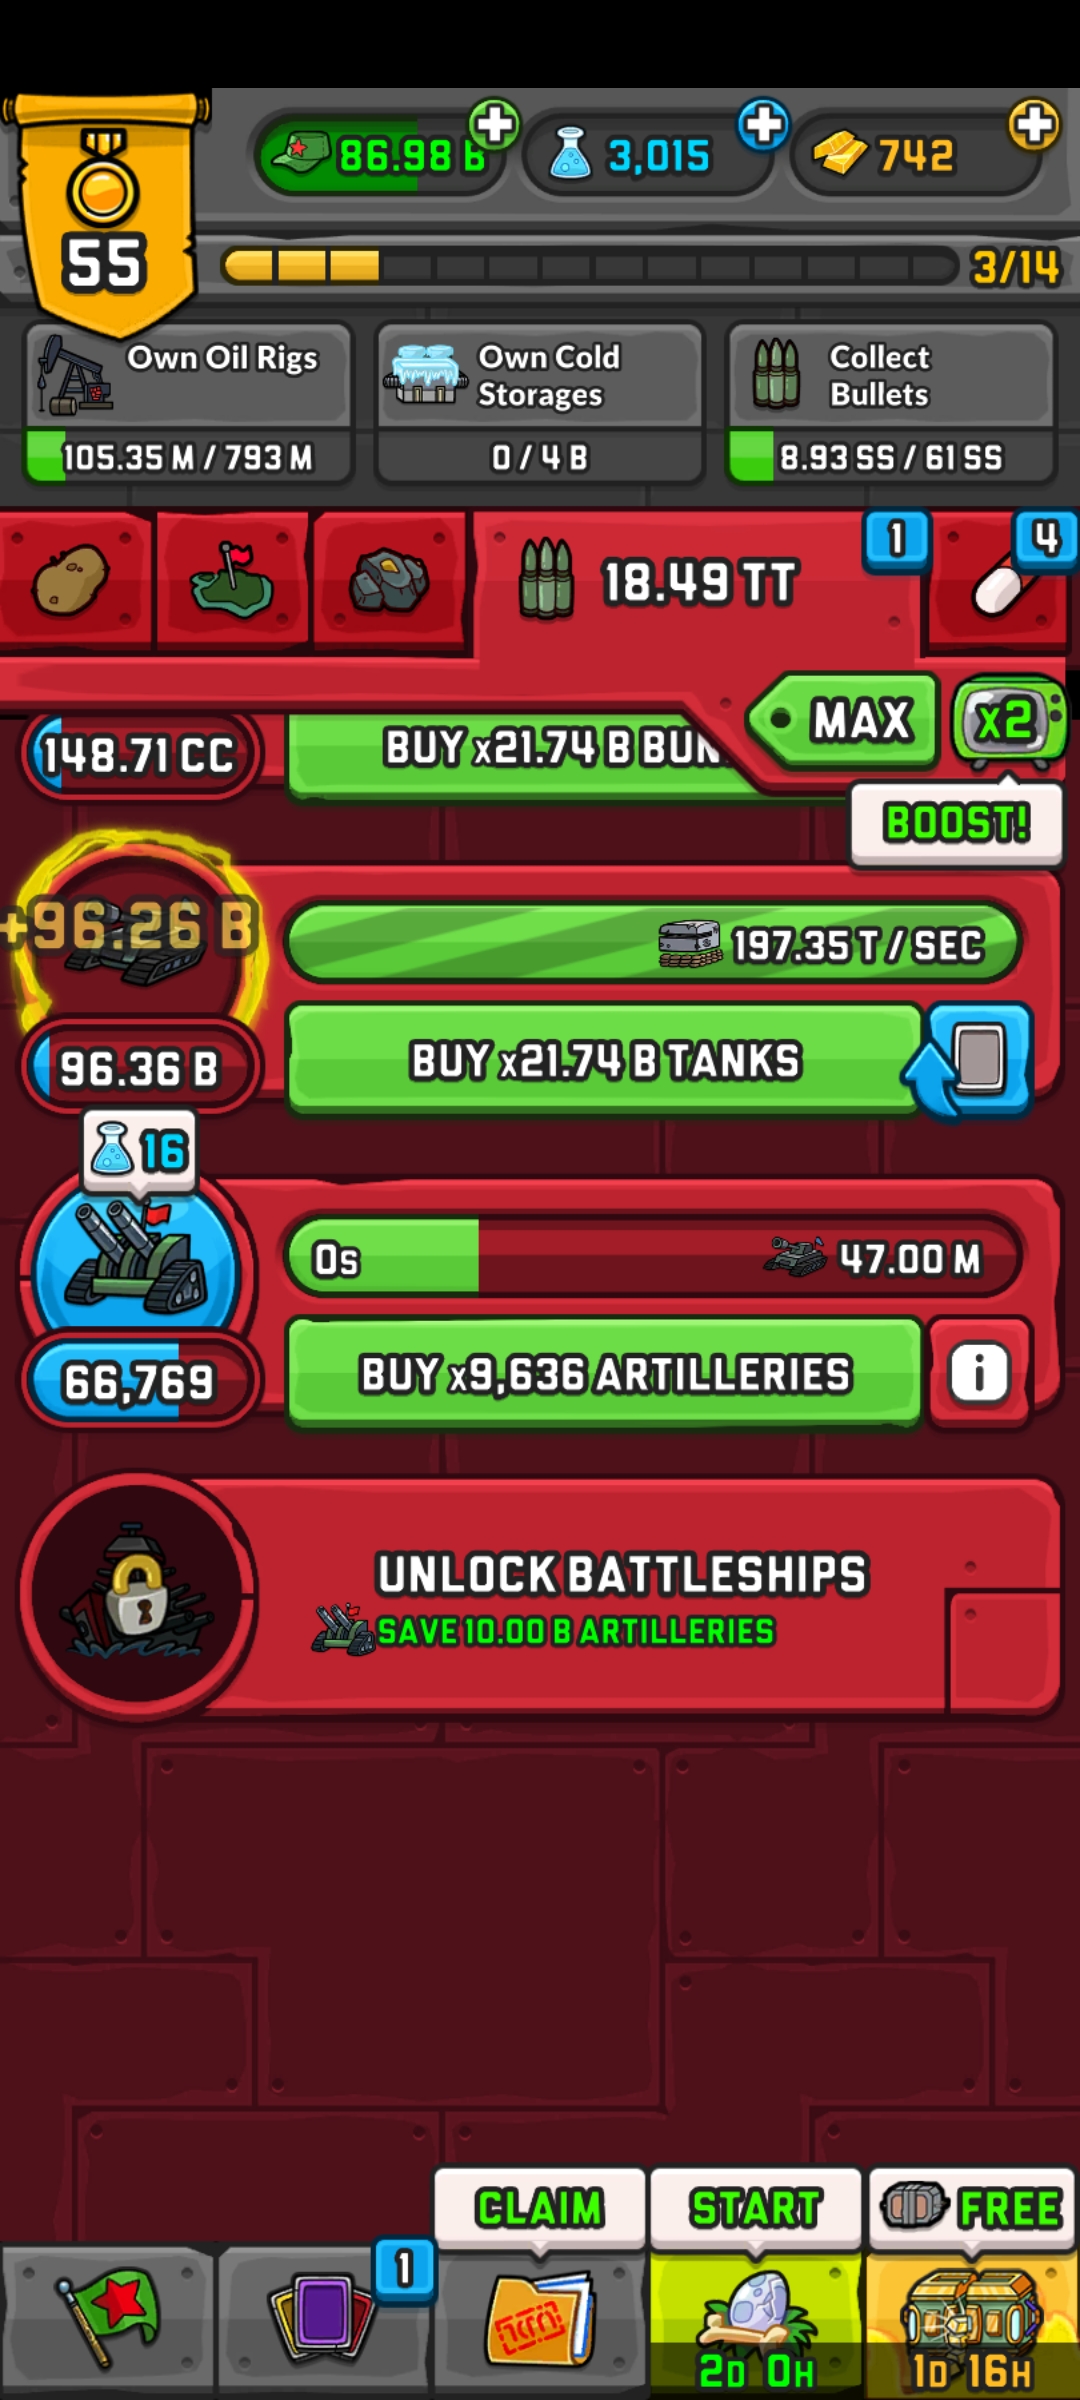 55
86.98 B
3,015
742
3/14
Own Oil Rigs
105.35 M / 793 M
Own Cold
Storages
0 / 4 B
Collect
Bullets
8.93 SS / 61 SS
18.49 TT
1
4
MAX
x2
BOOST!
148.71 CC
BUY x21.74 B BUN
+96.26 B
197.35 T / SEC
96.36 B
BUY x21.74 B TANKS
16
0s
47.00 M
66,769
BUY x9,636 ARTILLERIES
i
UNLOCK BATTLESHIPS
SAVE 10.00 B ARTILLERIES
CLAIM
START
FREE
1
2D 0H
1D 16H